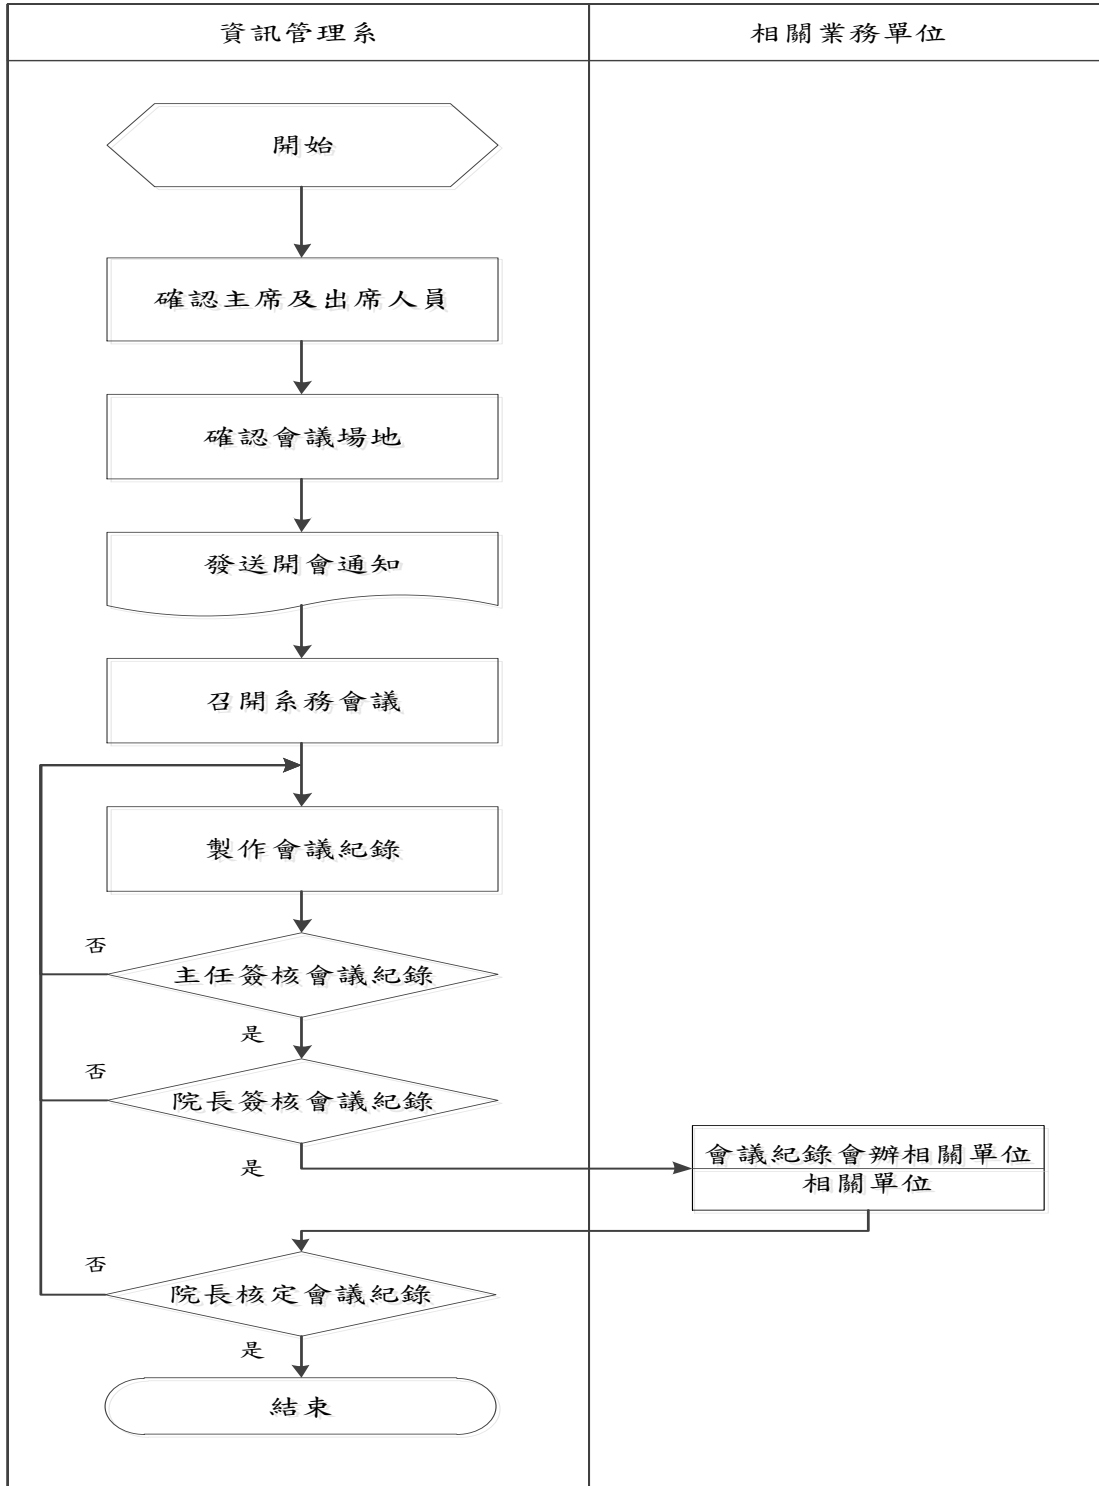 資訊管理系
相關業務單位
開始
確認主席及出席人員
確認會議場地
發送開會通知
召開系務會議
製作會議紀錄
否
主任簽核會議紀錄
是
否
院長簽核會議紀錄
是
會議紀錄會辦相關單位
相關單位
否
院長核定會議紀錄
是
結束